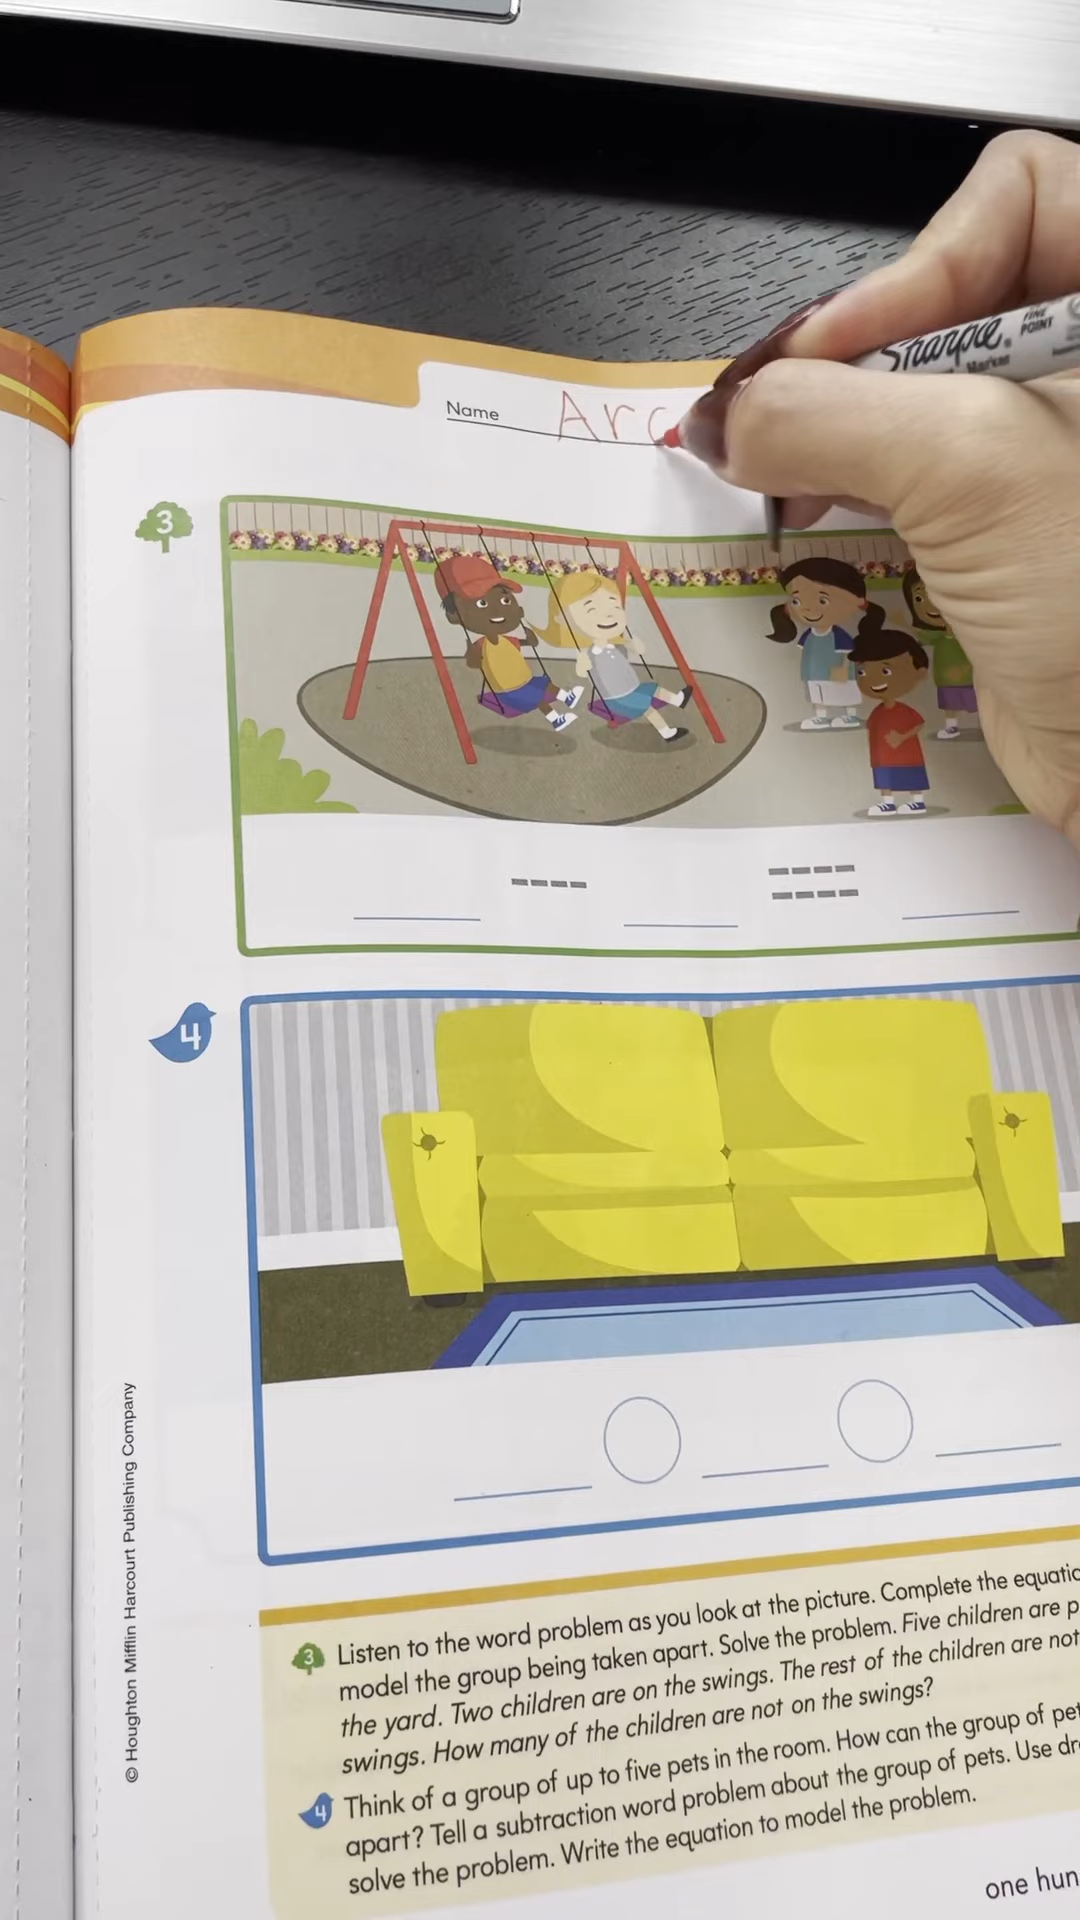 Sharpie® FINE POINT
Marker
Name Arc
3
4
© Houghton Mifflin Harcourt Publishing Company
3 Listen to the word problem as you look at the picture. Complete the equatio
model the group being taken apart. Solve the problem. Five children are p
the yard. Two children are on the swings. The rest of the children are not
swings. How many of the children are not on the swings?
4 Think of a group of up to five pets in the room. How can the group of pet
apart? Tell a subtraction word problem about the group of pets. Use dr
solve the problem. Write the equation to model the problem.
one hun